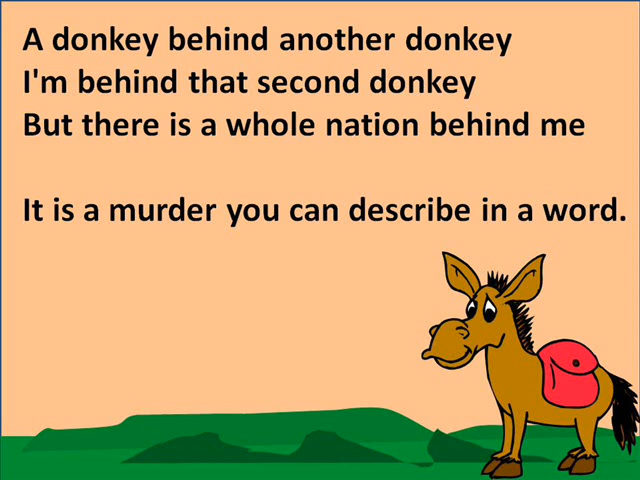 A donkey behind another donkey
I'm behind that second donkey
But there is a whole nation behind me
It is a murder you can describe in a word.